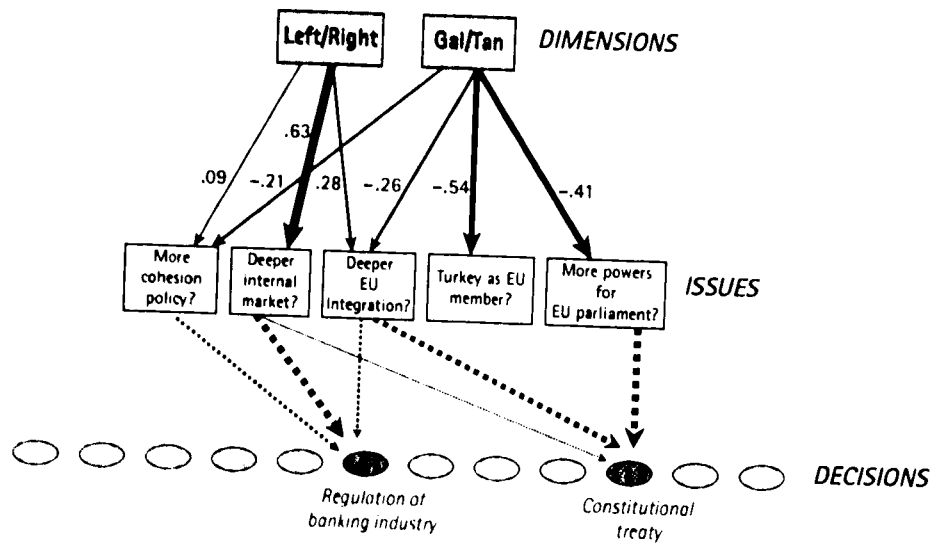 Left/Right
Gal/Tan
DIMENSIONS
.63
.09
-.21
.28
-.26
-.54
-.41
More
cohesion
policy?
Deeper
internal
market?
Deeper
EU
Integration?
Turkey as EU
member?
More powers
for
EU parliament?
ISSUES
DECISIONS
Regulation of
banking industry
Constitutional
treaty